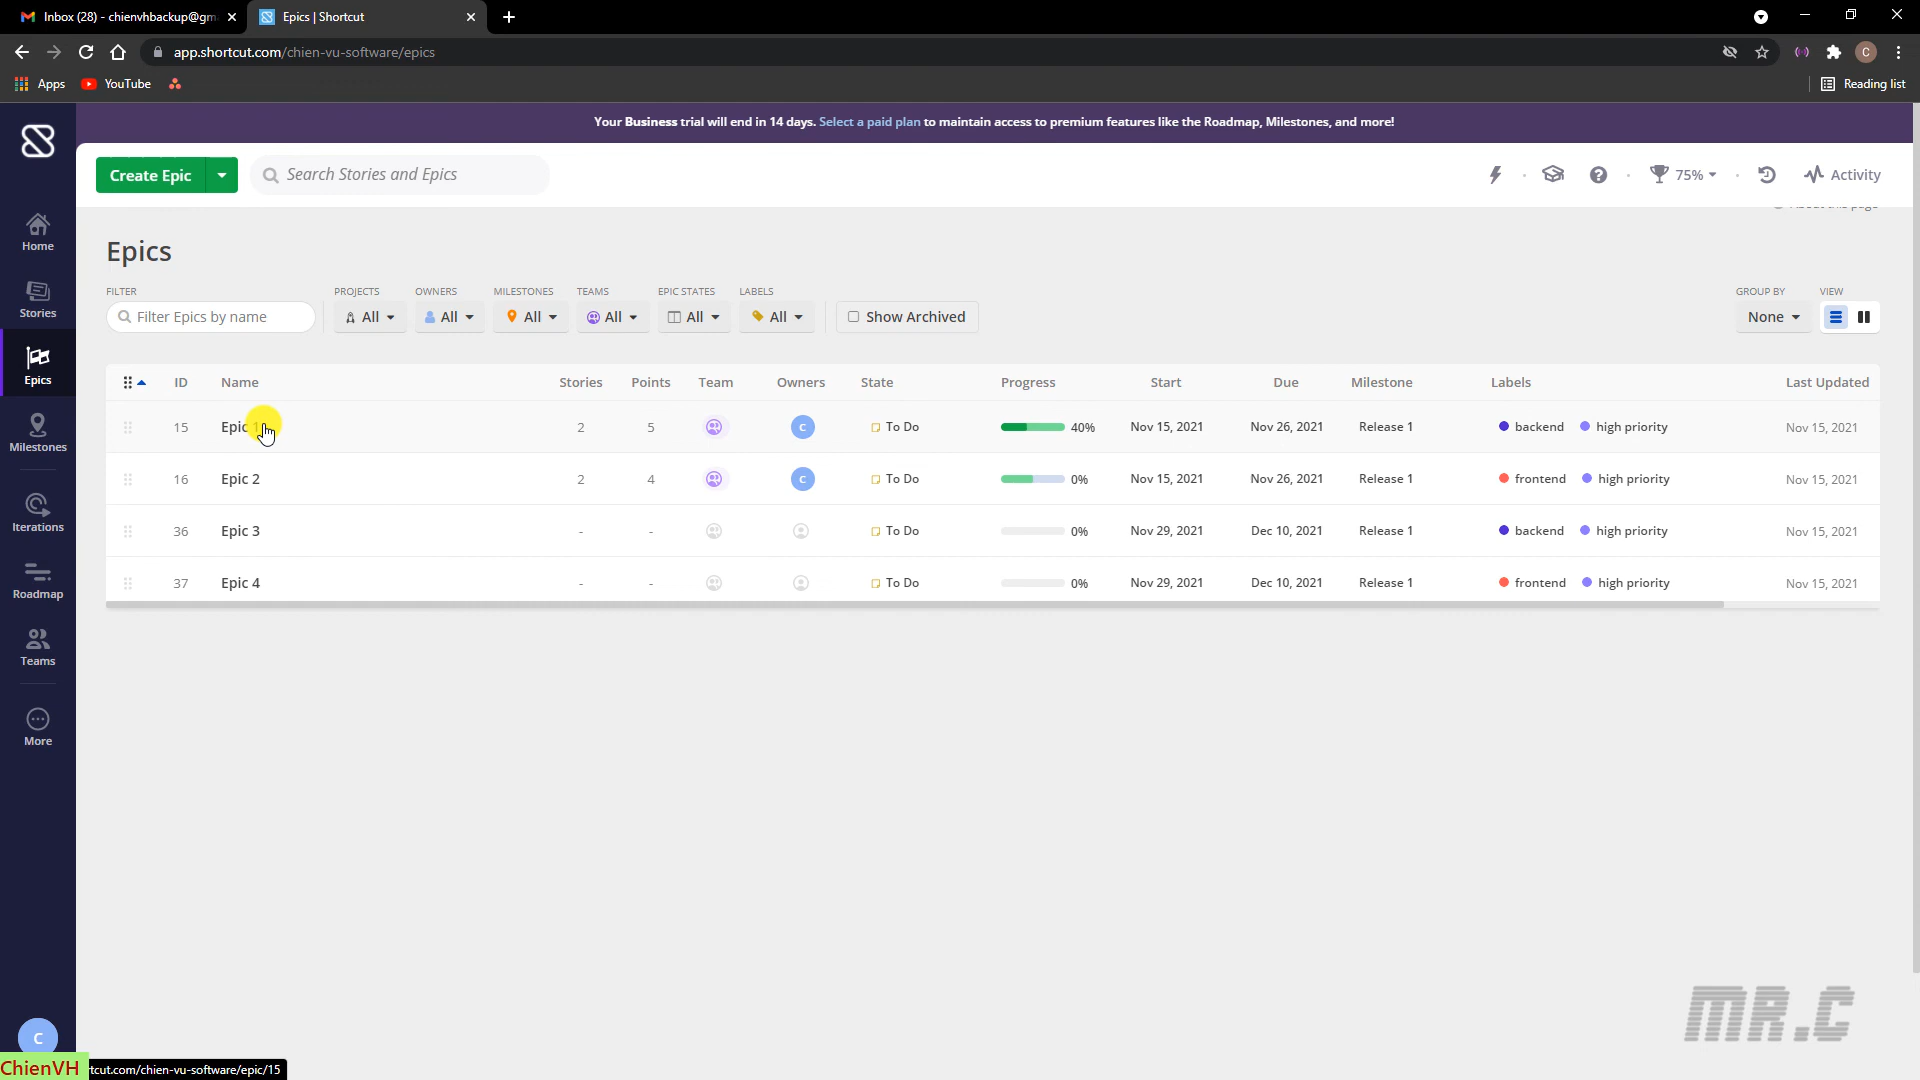 Inbox (28) - chienvhbackup@gm
Epics | Shortcut
app.shortcut.com/chien-vu-software/epics
Apps
YouTube
Reading list
Your Business trial will end in 14 days. Select a paid plan to maintain access to premium features like the Roadmap, Milestones, and more!
Create Epic
Search Stories and Epics
75%
Activity
Home
Stories
Epics
Milestones
Iterations
Roadmap
Teams
More
About this page
Epics
FILTER PROJECTS OWNERS MILESTONES TEAMS EPIC STATES LABELS GROUP BY VIEW
Filter Epics by name All All All All All All Show Archived None
ID Name Stories Points Team Owners State Progress Start Due Milestone Labels Last Updated
15 Epic 1 2 5 C To Do 40% Nov 15, 2021 Nov 26, 2021 Release 1 backend high priority Nov 15, 2021
16 Epic 2 2 4 C To Do 0% Nov 15, 2021 Nov 26, 2021 Release 1 frontend high priority Nov 15, 2021
36 Epic 3 - - To Do 0% Nov 29, 2021 Dec 10, 2021 Release 1 backend high priority Nov 15, 2021
37 Epic 4 - - To Do 0% Nov 29, 2021 Dec 10, 2021 Release 1 frontend high priority Nov 15, 2021
MR.C
C
ChienVH
rtcut.com/chien-vu-software/epic/15